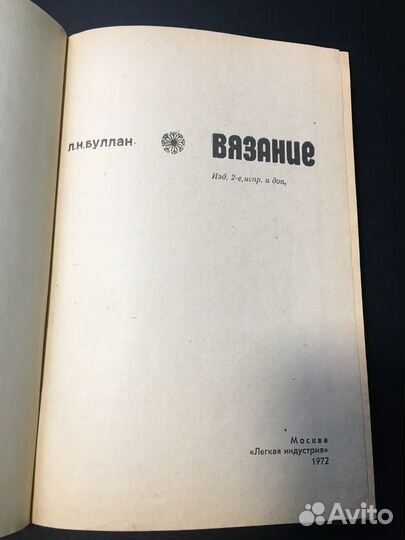 Л.Н.БУЛЛАН
ВЯЗАНИЕ
Изд. 2-е, испр. и доп.
Москва
«Легкая индустрия»
1972
Avito